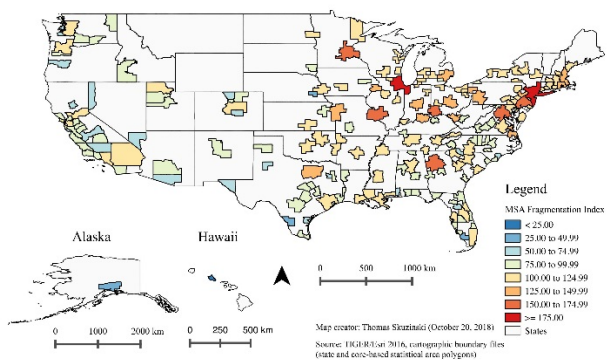 Alaska
Hawaii
0 1000 2000 km
0 250 500 km
0 500 1000 km
Legend
MSA Fragmentation Index
< 25.00
25.00 to 49.99
50.00 to 74.99
75.00 to 99.99
100.00 to 124.99
125.00 to 149.99
150.00 to 174.99
>= 175.00
States
Map creator: Thomas Skuzinski (October 20, 2018)
Source: TIGER/Esri 2016, cartographic boundary files
(state and core-based statistical area polygons)